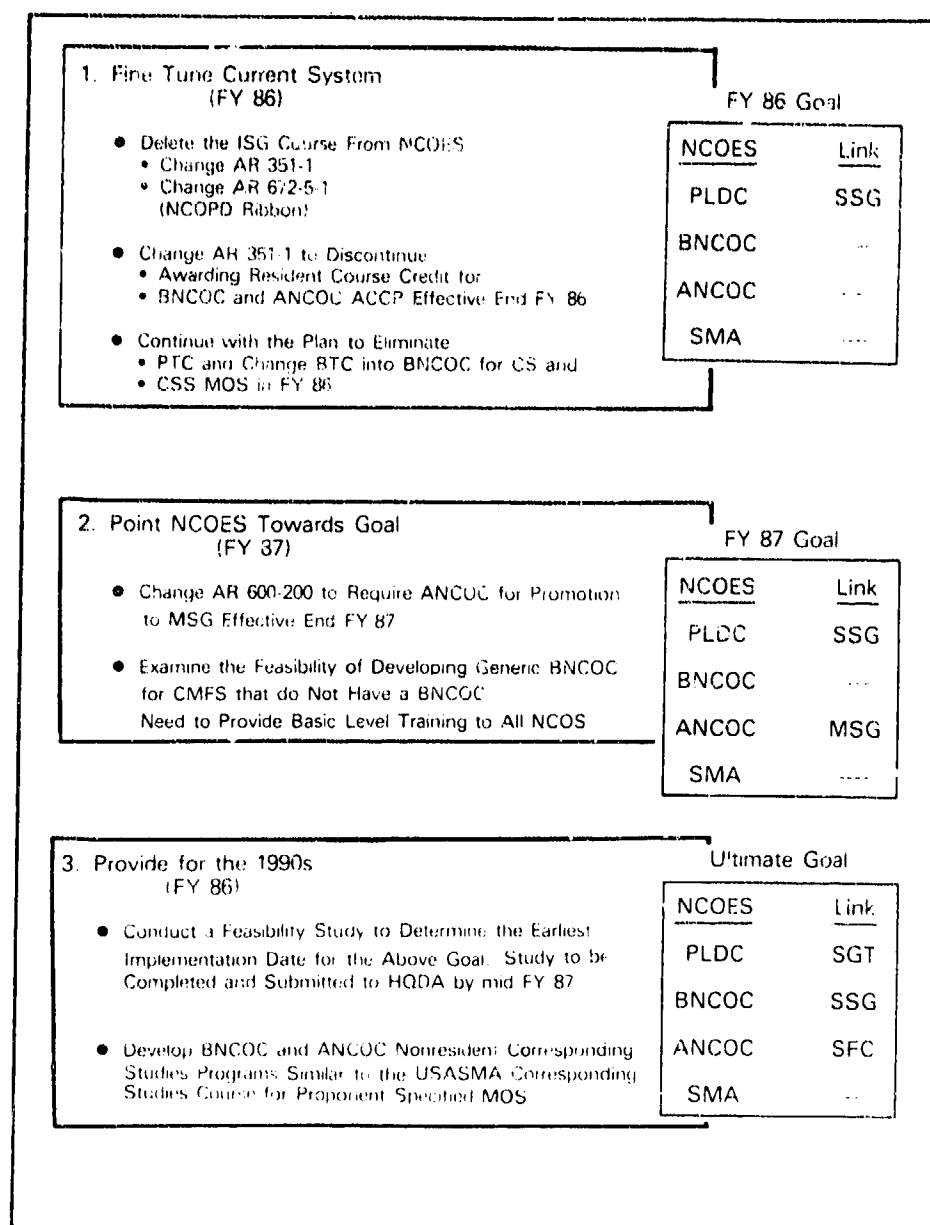 1. Fine Tune Current System
(FY 86)
● Delete the ISG Course From NCOES
• Change AR 351-1
• Change AR 672-5-1
(NCOPD Ribbon)
● Change AR 351-1 to Discontinue
• Awarding Resident Course Credit for
• BNCOC and ANCOC ACCP Effective End FY 86
● Continue with the Plan to Eliminate
• PTC and Change BTC into BNCOC for CS and
• CSS MOS in FY 86
FY 86 Goal
NCOES Link
PLDC SSG
BNCOC ---
ANCOC ---
SMA ----
2. Point NCOES Towards Goal
(FY 37)
● Change AR 600-200 to Require ANCOC for Promotion
to MSG Effective End FY 87
● Examine the Feasibility of Developing Generic BNCOC
for CMFS that do Not Have a BNCOC
Need to Provide Basic Level Training to All NCOS
FY 87 Goal
NCOES Link
PLDC SSG
BNCOC ---
ANCOC MSG
SMA ----
3. Provide for the 1990s
(FY 86)
● Conduct a Feasibility Study to Determine the Earliest
Implementation Date for the Above Goal. Study to be
Completed and Submitted to HQDA by mid FY 87
● Develop BNCOC and ANCOC Nonresident Corresponding
Studies Programs Similar to the USASMA Corresponding
Studies Course for Proponent Specified MOS
Ultimate Goal
NCOES Link
PLDC SGT
BNCOC SSG
ANCOC SFC
SMA --